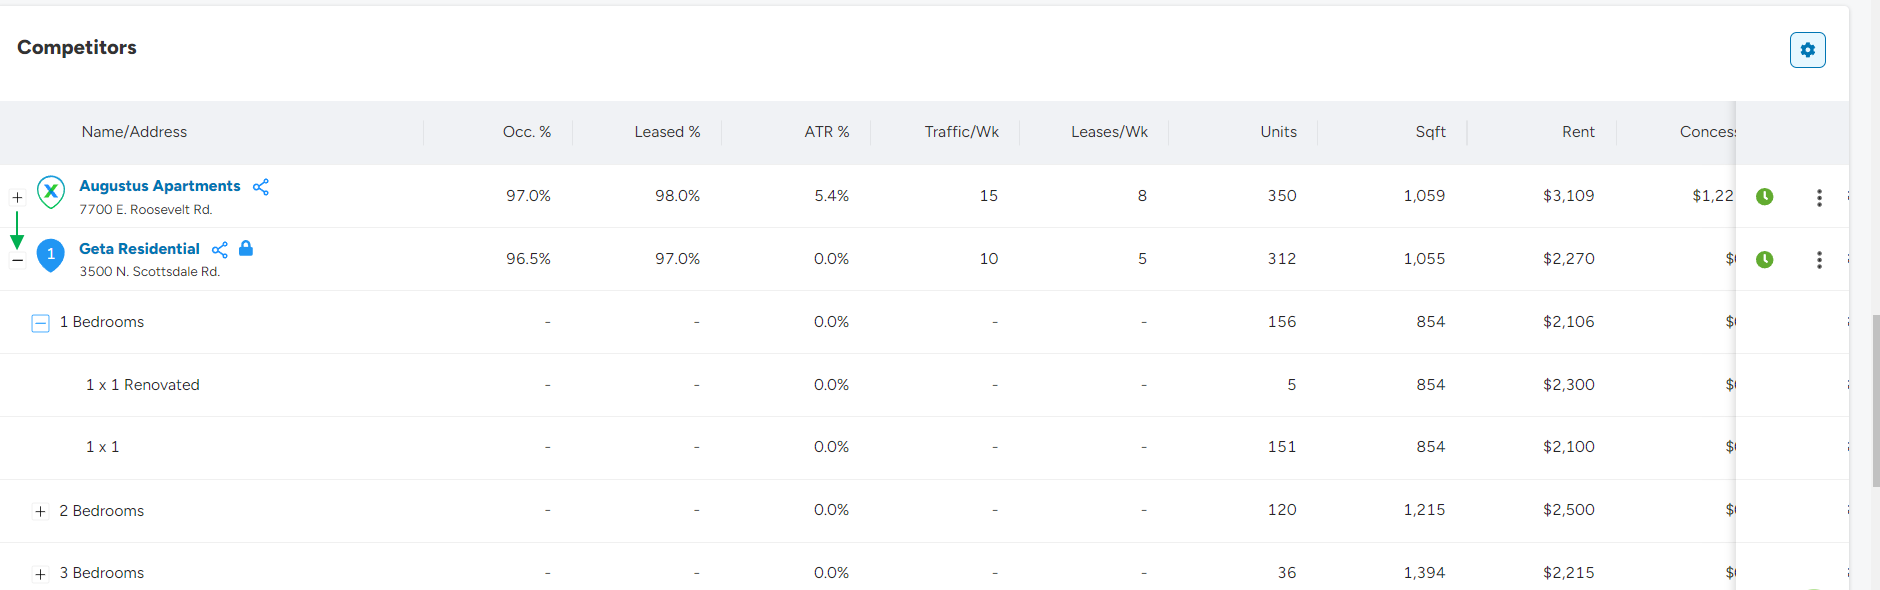 Competitors
Name/Address Occ. % Leased % ATR % Traffic/Wk Leases/Wk Units Sqft Rent
Augustus Apartments 97.0% 98.0% 5.4% 15 8 350 1,059 $3,109 $1,22
7700 E. Roosevelt Rd.
1 Geta Residential 96.5% 97.0% 0.0% 10 5 312 1,055 $2,270
3500 N. Scottsdale Rd.
1 Bedrooms - - 0.0% - - 156 854 $2,106
1 x 1 Renovated - - 0.0% - - 5 854 $2,300
1 x 1 - - 0.0% - - 151 854 $2,100
2 Bedrooms - - 0.0% - - 120 1,215 $2,500
3 Bedrooms - - 0.0% - - 36 1,394 $2,215